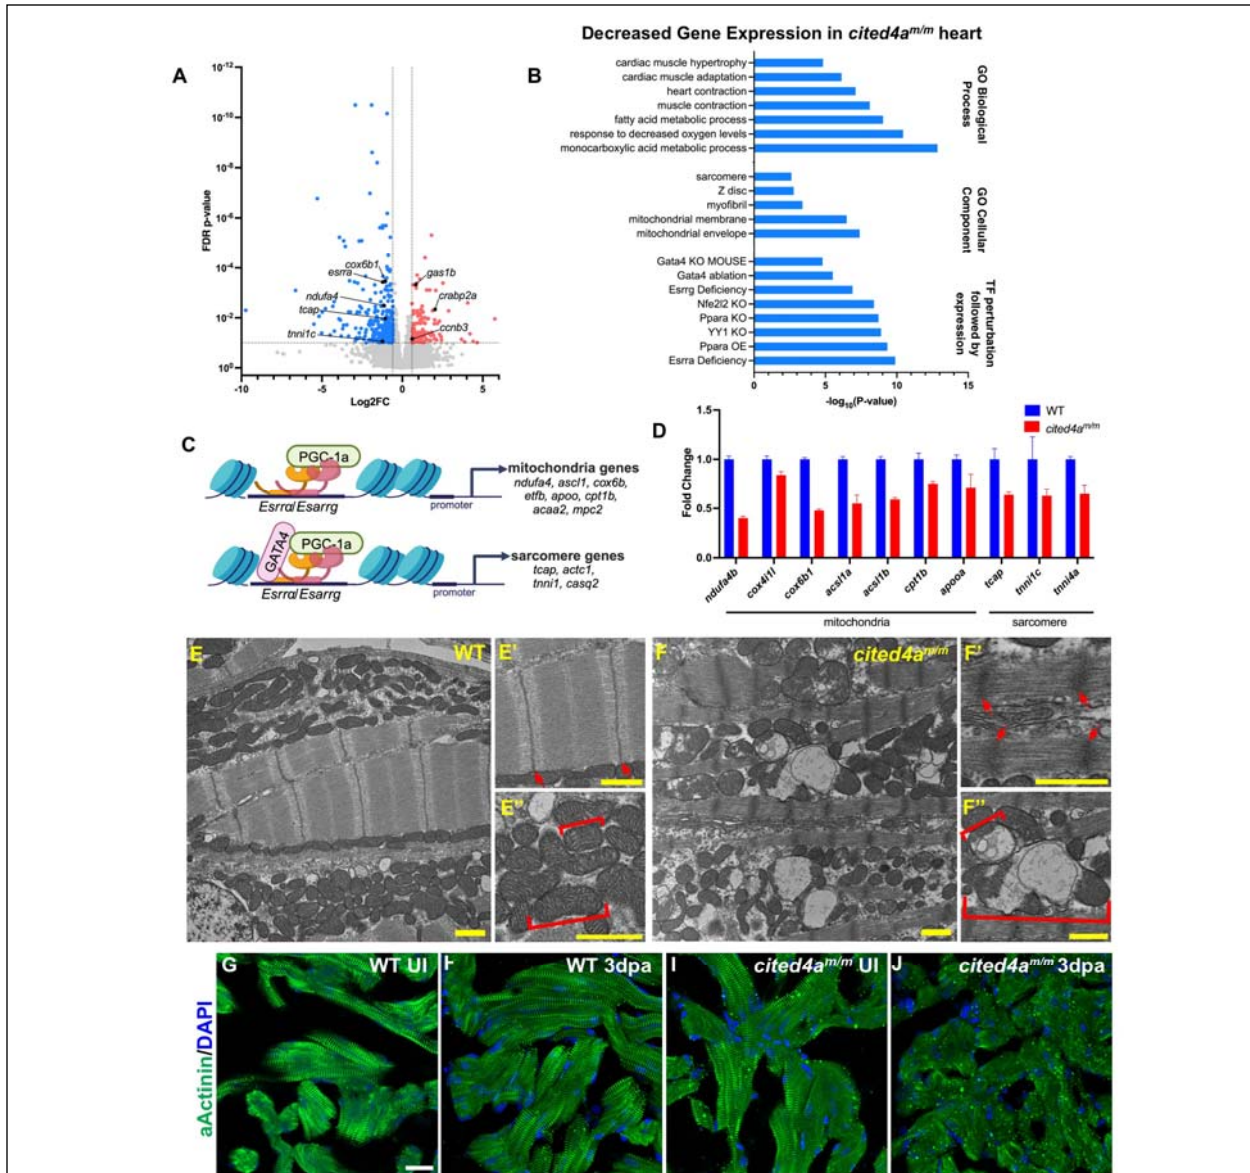 Decreased Gene Expression in cited4a^m/m heart
A
FDR p-value
10-12
10-10
10-8
10-6
10-4
10-2
10^0
cox6b1
esrra
ndufa4
tcap
tnni1c
gas1b
crabp2a
ccnb3
-10
-5
0
5
Log2FC
B
cardiac muscle hypertrophy
cardiac muscle adaptation
heart contraction
muscle contraction
fatty acid metabolic process
response to decreased oxygen levels
monocarboxylic acid metabolic process
GO Biological
Process
sarcomere
Z disc
myofibril
mitochondrial membrane
mitochondrial envelope
GO Cellular
Component
Gata4 KO MOUSE
Gata4 ablation
Esrrg Deficiency
Nfe2l2 KO
Ppara KO
YY1 KO
Ppara OE
Esrra Deficiency
TF perturbation
followed by
expression
0 5 10 15
-log10(P-value)
C
PGC-1a
Esrrα/Esarrg
promoter
mitochondria genes
ndufa4, ascl1, cox6b,
etfb, apoo, cpt1b,
acaa2, mpc2
GATA4
PGC-1a
Esrrα/Esarrg
promoter
sarcomere genes
tcap, actc1,
tnni1, casq2
D
WT
cited4a^m/m
Fold Change
1.5
1.0
0.5
0.0
ndufa4b
cox4i1l
cox6b1
acsl1a
acsl1b
cpt1b
apooa
tcap
tnni1c
tnni4a
mitochondria
sarcomere
E
WT
E'
E"
F
cited4a^m/m
F'
F"
aActinin/DAPI
G
WT UI
H
WT 3dpa
I
cited4a^m/m UI
J
cited4a^m/m 3dpa